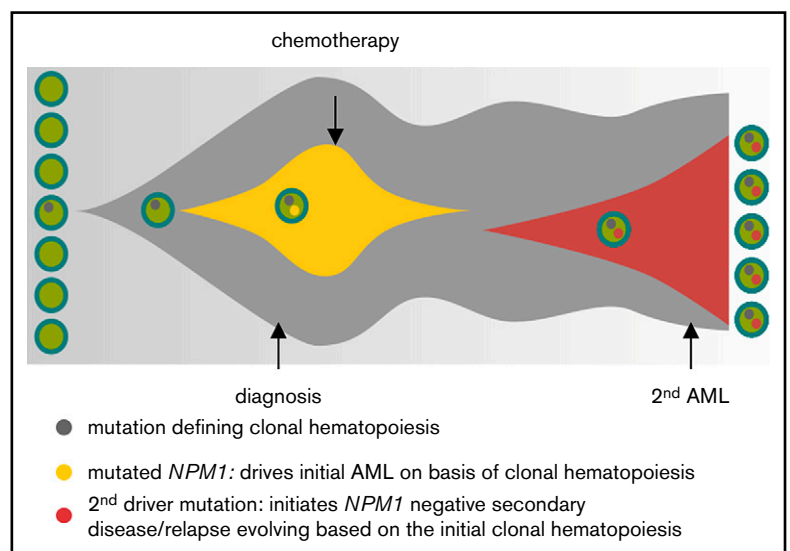 chemotherapy
diagnosis
2nd AML
mutation defining clonal hematopoiesis
mutated NPM1: drives initial AML on basis of clonal hematopoiesis
2nd driver mutation: initiates NPM1 negative secondary
disease/relapse evolving based on the initial clonal hematopoiesis